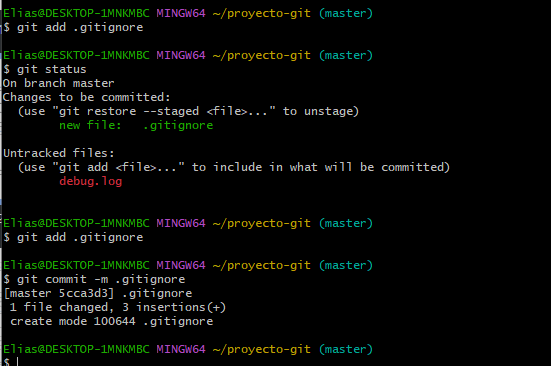 Elias@DESKTOP-1MNKMBC MINGW64 ~/proyecto-git (master)
$ git add .gitignore
Elias@DESKTOP-1MNKMBC MINGW64 ~/proyecto-git (master)
$ git status
On branch master
Changes to be committed:
  (use "git restore --staged <file>..." to unstage)
        new file:   .gitignore
Untracked files:
  (use "git add <file>..." to include in what will be committed)
        debug.log
Elias@DESKTOP-1MNKMBC MINGW64 ~/proyecto-git (master)
$ git add .gitignore
Elias@DESKTOP-1MNKMBC MINGW64 ~/proyecto-git (master)
$ git commit -m .gitignore
[master 5cca3d3] .gitignore
 1 file changed, 3 insertions(+)
 create mode 100644 .gitignore
Elias@DESKTOP-1MNKMBC MINGW64 ~/proyecto-git (master)
$